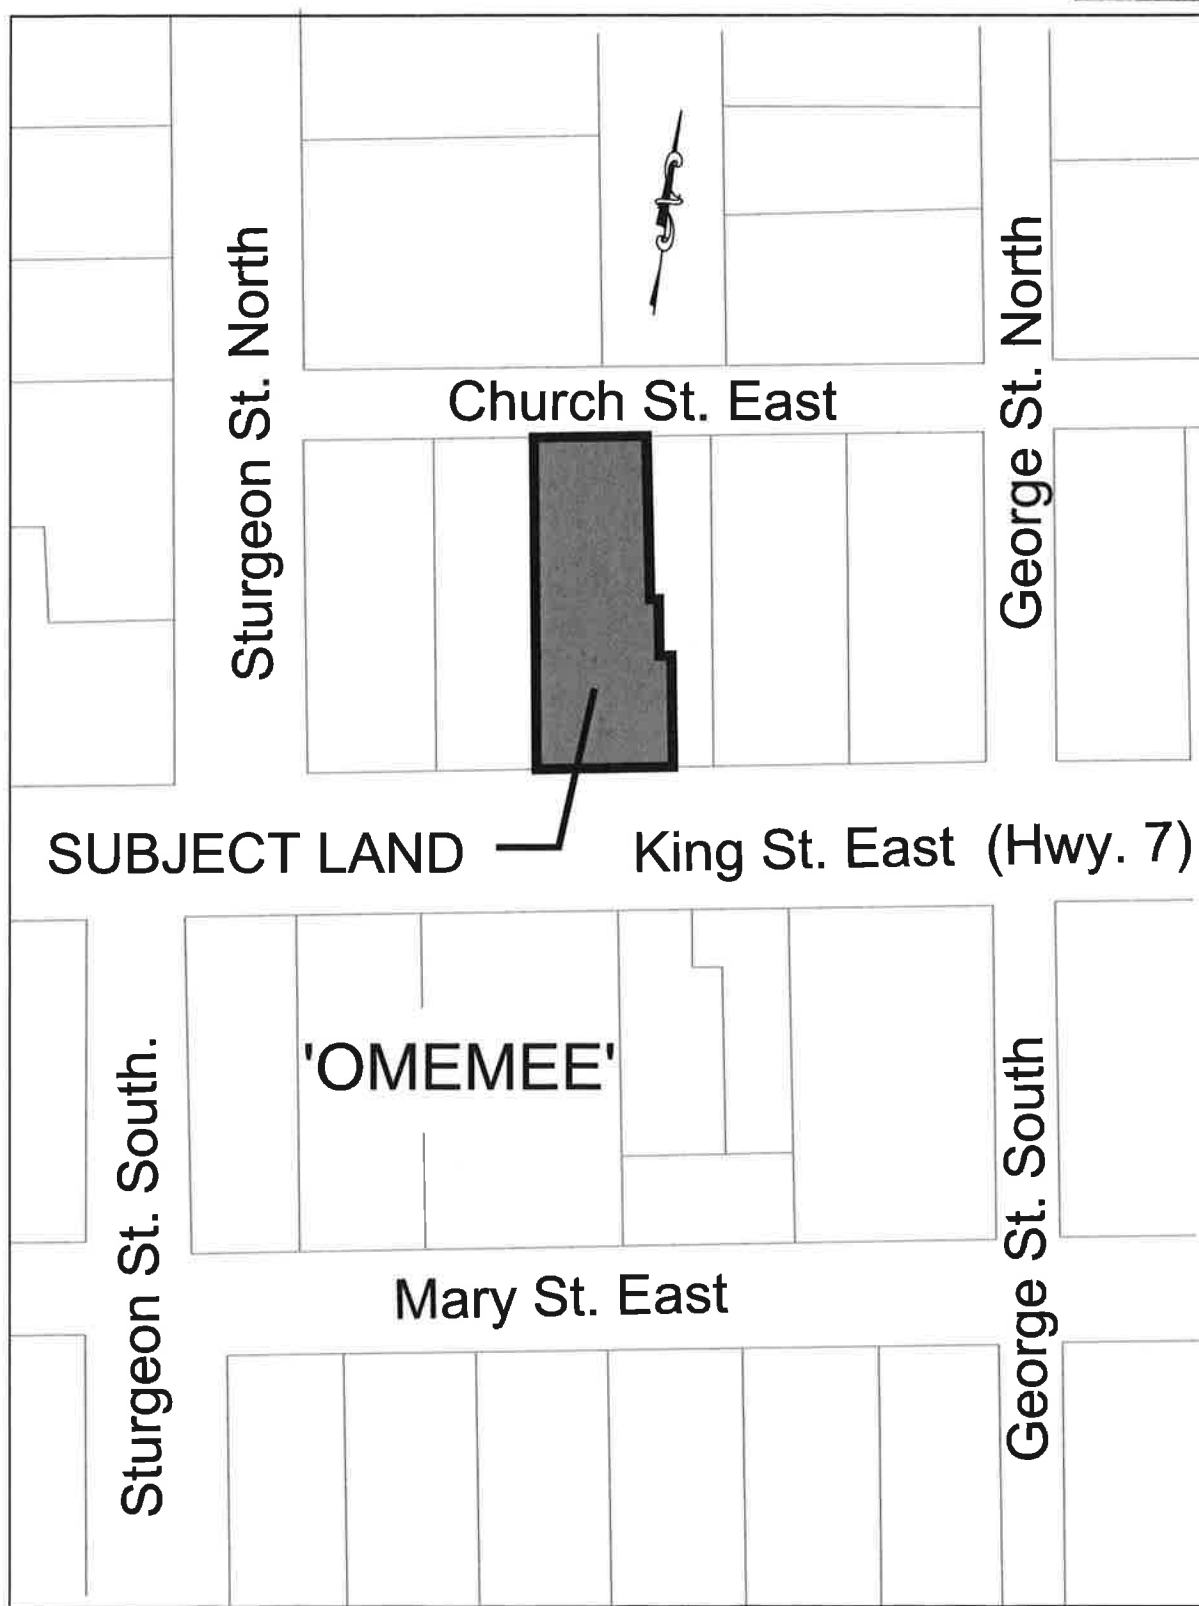 Sturgeon St. North
George St. North
Church St. East
SUBJECT LAND
King St. East (Hwy. 7)
'OMEMEE'
Sturgeon St. South.
George St. South
Mary St. East